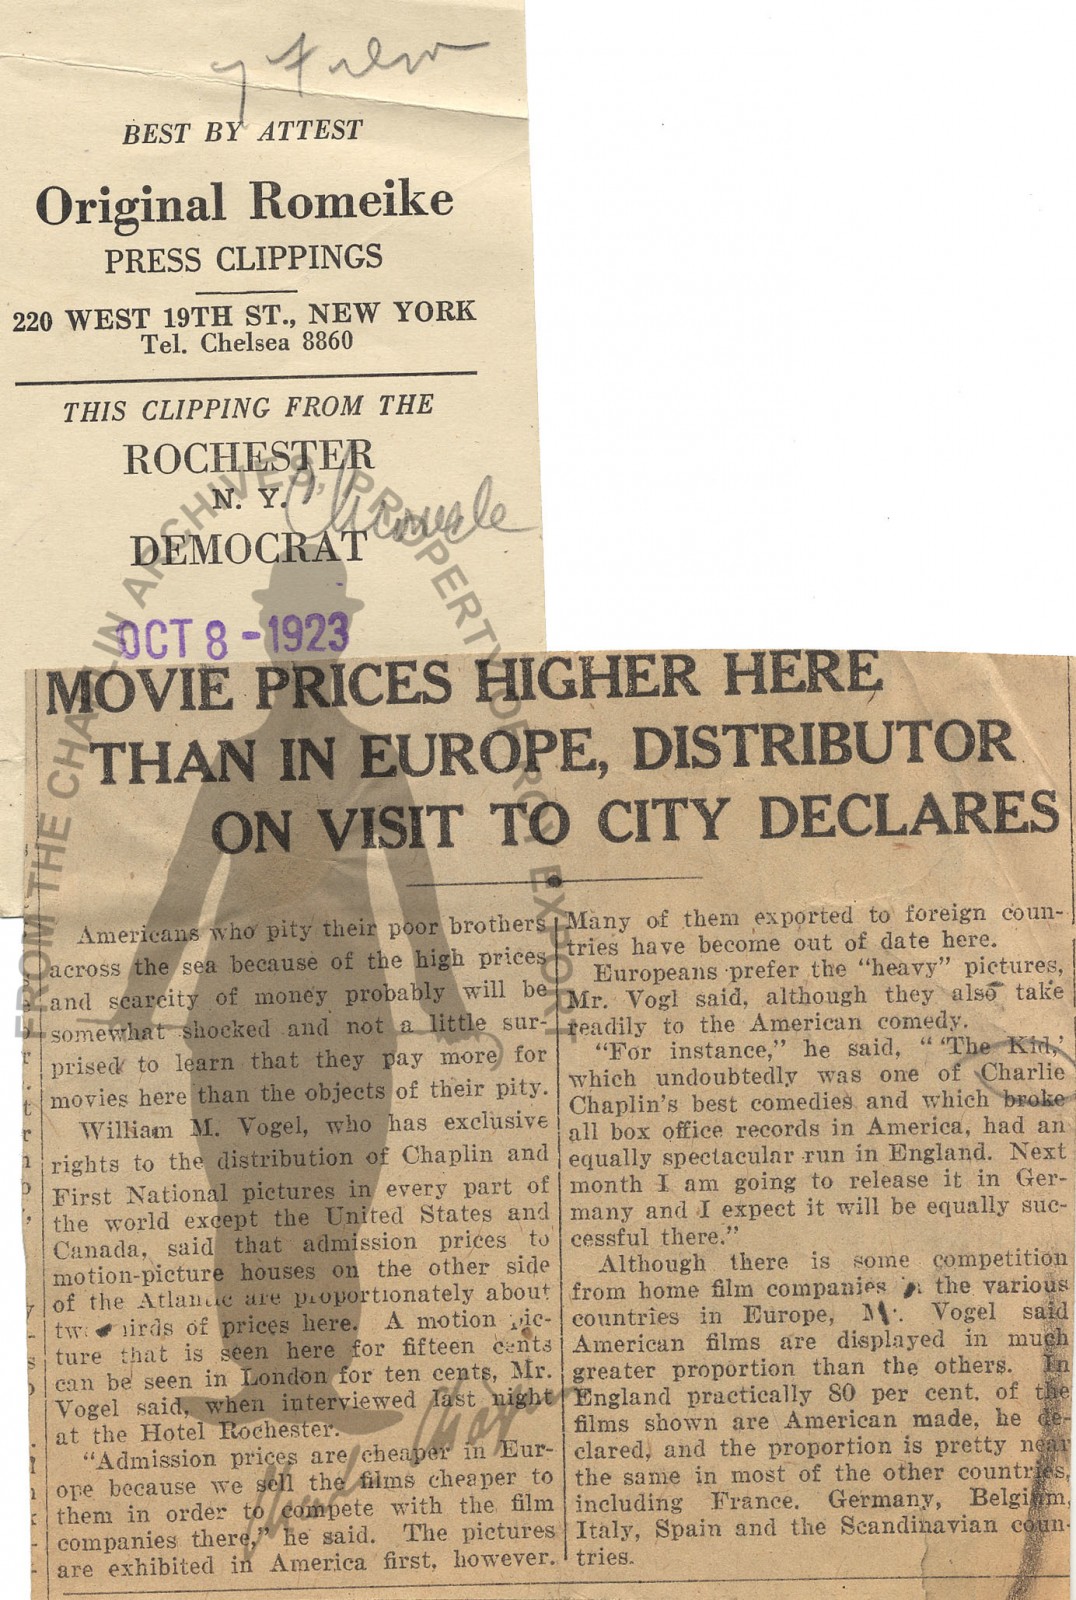 BEST BY ATTEST
Original Romeike
PRESS CLIPPINGS
220 WEST 19TH ST., NEW YORK
Tel. Chelsea 8860
THIS CLIPPING FROM THE
ROCHESTER
N. Y.
Chronicle
DEMOCRAT
OCT 8 - 1923
FROM THE CHAPLIN ARCHIVES, PROPERTY OF ROY EXPORT
MOVIE PRICES HIGHER HERE
THAN IN EUROPE, DISTRIBUTOR
ON VISIT TO CITY DECLARES
Americans who pity their poor brothers
across the sea because of the high prices
and scarcity of money probably will be
somewhat shocked and not a little sur-
prised to learn that they pay more for
movies here than the objects of their pity.
William M. Vogel, who has exclusive
rights to the distribution of Chaplin and
First National pictures in every part of
the world except the United States and
Canada, said that admission prices to
motion-picture houses on the other side
of the Atlantic are proportionately about
two thirds of prices here. A motion pic-
ture that is seen here for fifteen cents
can be seen in London for ten cents, Mr.
Vogel said, when interviewed last night
at the Hotel Rochester.
"Admission prices are cheaper in Eur-
ope because we sell the films cheaper to
them in order to compete with the film
companies there," he said. The pictures
are exhibited in America first, however.
Many of them exported to foreign coun-
tries have become out of date here.
Europeans prefer the "heavy" pictures,
Mr. Vogl said, although they also take
readily to the American comedy.
"For instance," he said, "'The Kid,'
which undoubtedly was one of Charlie
Chaplin's best comedies and which broke
all box office records in America, had an
equally spectacular run in England. Next
month I am going to release it in Ger-
many and I expect it will be equally suc-
cessful there."
Although there is some competition
from home film companies in the various
countries in Europe, Mr. Vogel said
American films are displayed in much
greater proportion than the others. In
England practically 80 per cent. of the
films shown are American made, he de-
clared, and the proportion is pretty near
the same in most of the other countries,
including France. Germany, Belgium,
Italy, Spain and the Scandinavian coun-
tries.